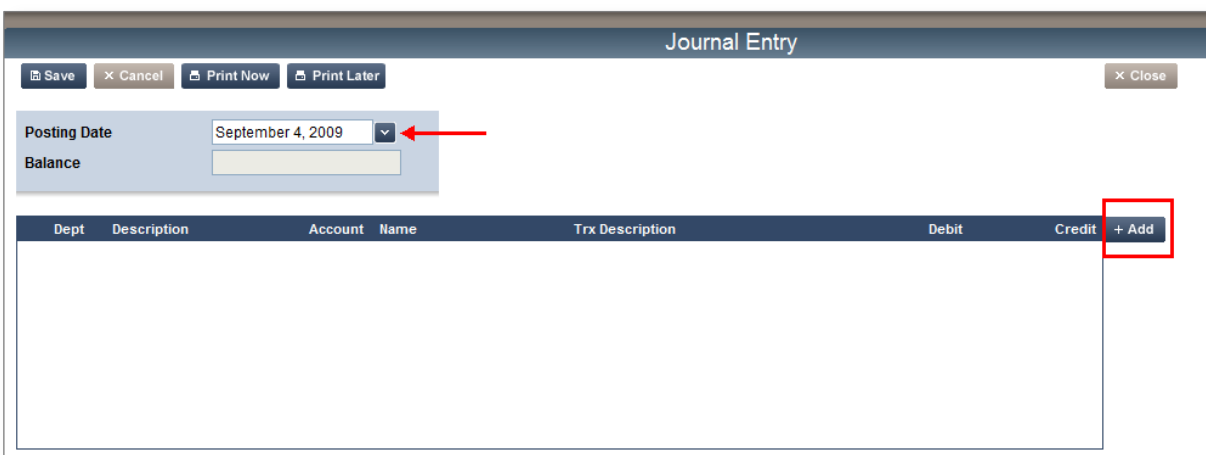 Journal Entry
Save Cancel Print Now Print Later Close
Posting Date September 4, 2009
Balance
Dept Description Account Name Trx Description Debit Credit + Add